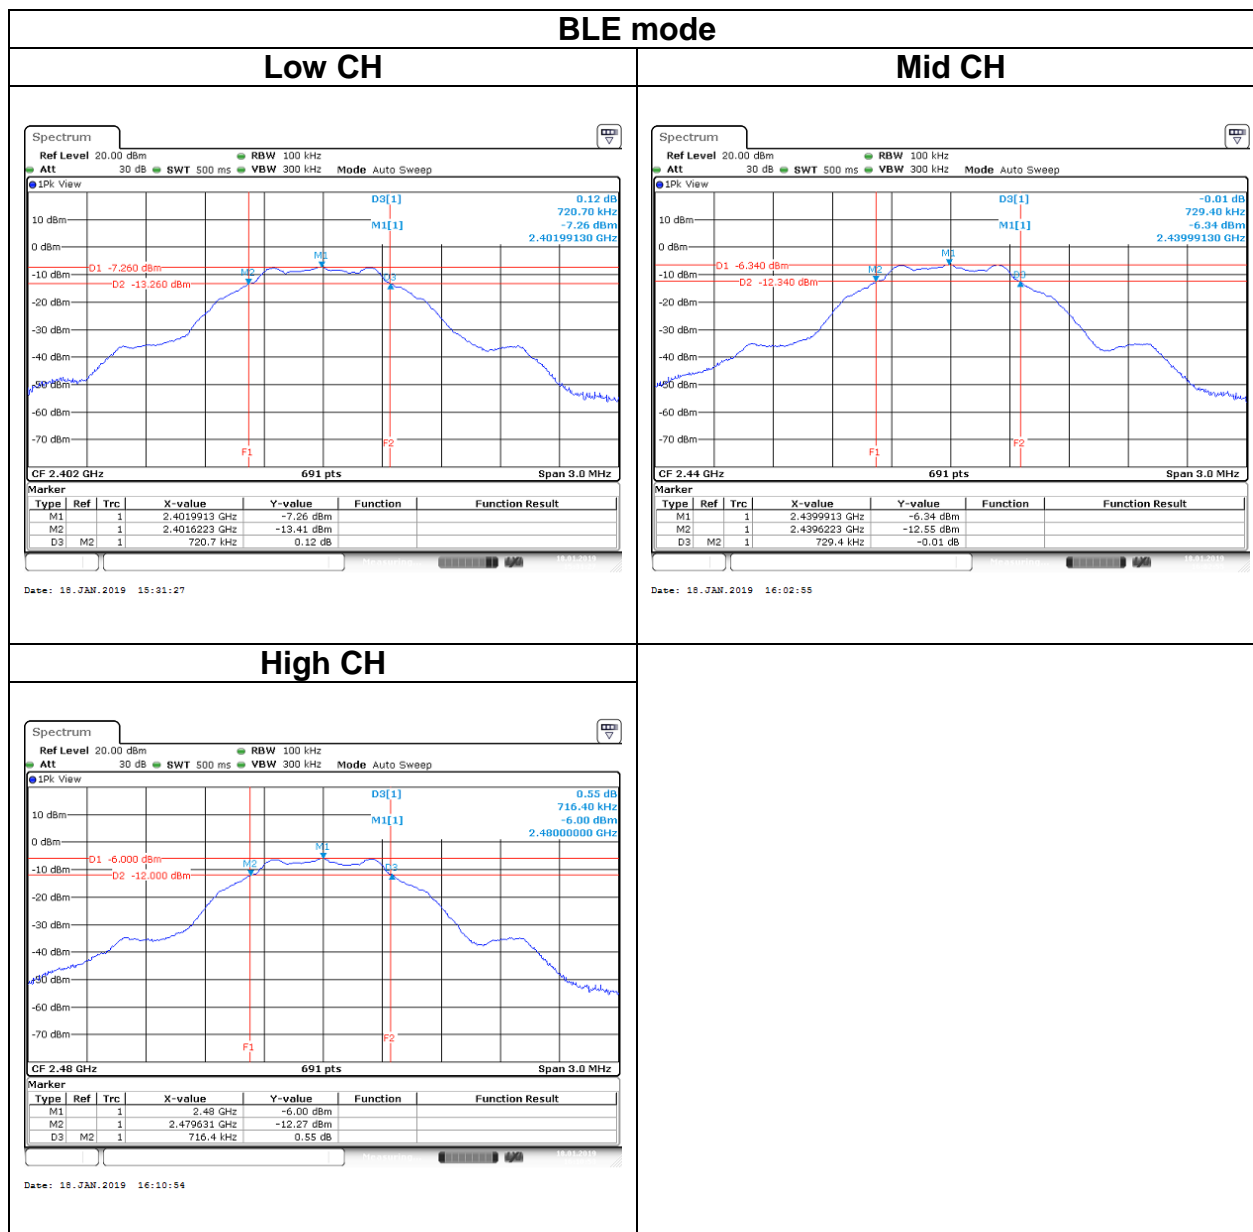 BLE mode
Low CH
Mid CH
Spectrum
Ref Level 20.00 dBm RBW 100 kHz
Att 30 dB SWT 500 ms VBW 300 kHz Mode Auto Sweep
1Pk View
D3[1] 0.12 dB
720.70 kHz
M1[1] -7.26 dBm
2.40199130 GHz
10 dBm
0 dBm
M1
D1 -7.260 dBm
-10 dBm
M2
D3
D2 -13.260 dBm
-20 dBm
-30 dBm
-40 dBm
-50 dBm
-60 dBm
-70 dBm
F1
F2
CF 2.402 GHz 691 pts Span 3.0 MHz
Marker
Type Ref Trc X-value Y-value Function Function Result
M1 1 2.4019913 GHz -7.26 dBm
M2 1 2.4016223 GHz -13.41 dBm
D3 M2 1 720.7 kHz 0.12 dB
Measuring
Date: 18.JAN.2019 15:31:27
Spectrum
Ref Level 20.00 dBm RBW 100 kHz
Att 30 dB SWT 500 ms VBW 300 kHz Mode Auto Sweep
1Pk View
D3[1] -0.01 dB
729.40 kHz
M1[1] -6.34 dBm
2.43999130 GHz
10 dBm
0 dBm
M1
D1 -6.340 dBm
-10 dBm
M2
D3
D2 -12.340 dBm
-20 dBm
-30 dBm
-40 dBm
-50 dBm
-60 dBm
-70 dBm
F1
F2
CF 2.44 GHz 691 pts Span 3.0 MHz
Marker
Type Ref Trc X-value Y-value Function Function Result
M1 1 2.4399913 GHz -6.34 dBm
M2 1 2.4396223 GHz -12.55 dBm
D3 M2 1 729.4 kHz -0.01 dB
Measuring
Date: 18.JAN.2019 16:02:55
High CH
Spectrum
Ref Level 20.00 dBm RBW 100 kHz
Att 30 dB SWT 500 ms VBW 300 kHz Mode Auto Sweep
1Pk View
D3[1] 0.55 dB
716.40 kHz
M1[1] -6.00 dBm
2.48000000 GHz
10 dBm
0 dBm
M1
D1 -6.000 dBm
-10 dBm
M2
D3
D2 -12.000 dBm
-20 dBm
-30 dBm
-40 dBm
-50 dBm
-60 dBm
-70 dBm
F1
F2
CF 2.48 GHz 691 pts Span 3.0 MHz
Marker
Type Ref Trc X-value Y-value Function Function Result
M1 1 2.48 GHz -6.00 dBm
M2 1 2.479631 GHz -12.27 dBm
D3 M2 1 716.4 kHz 0.55 dB
Measuring
Date: 18.JAN.2019 16:10:54